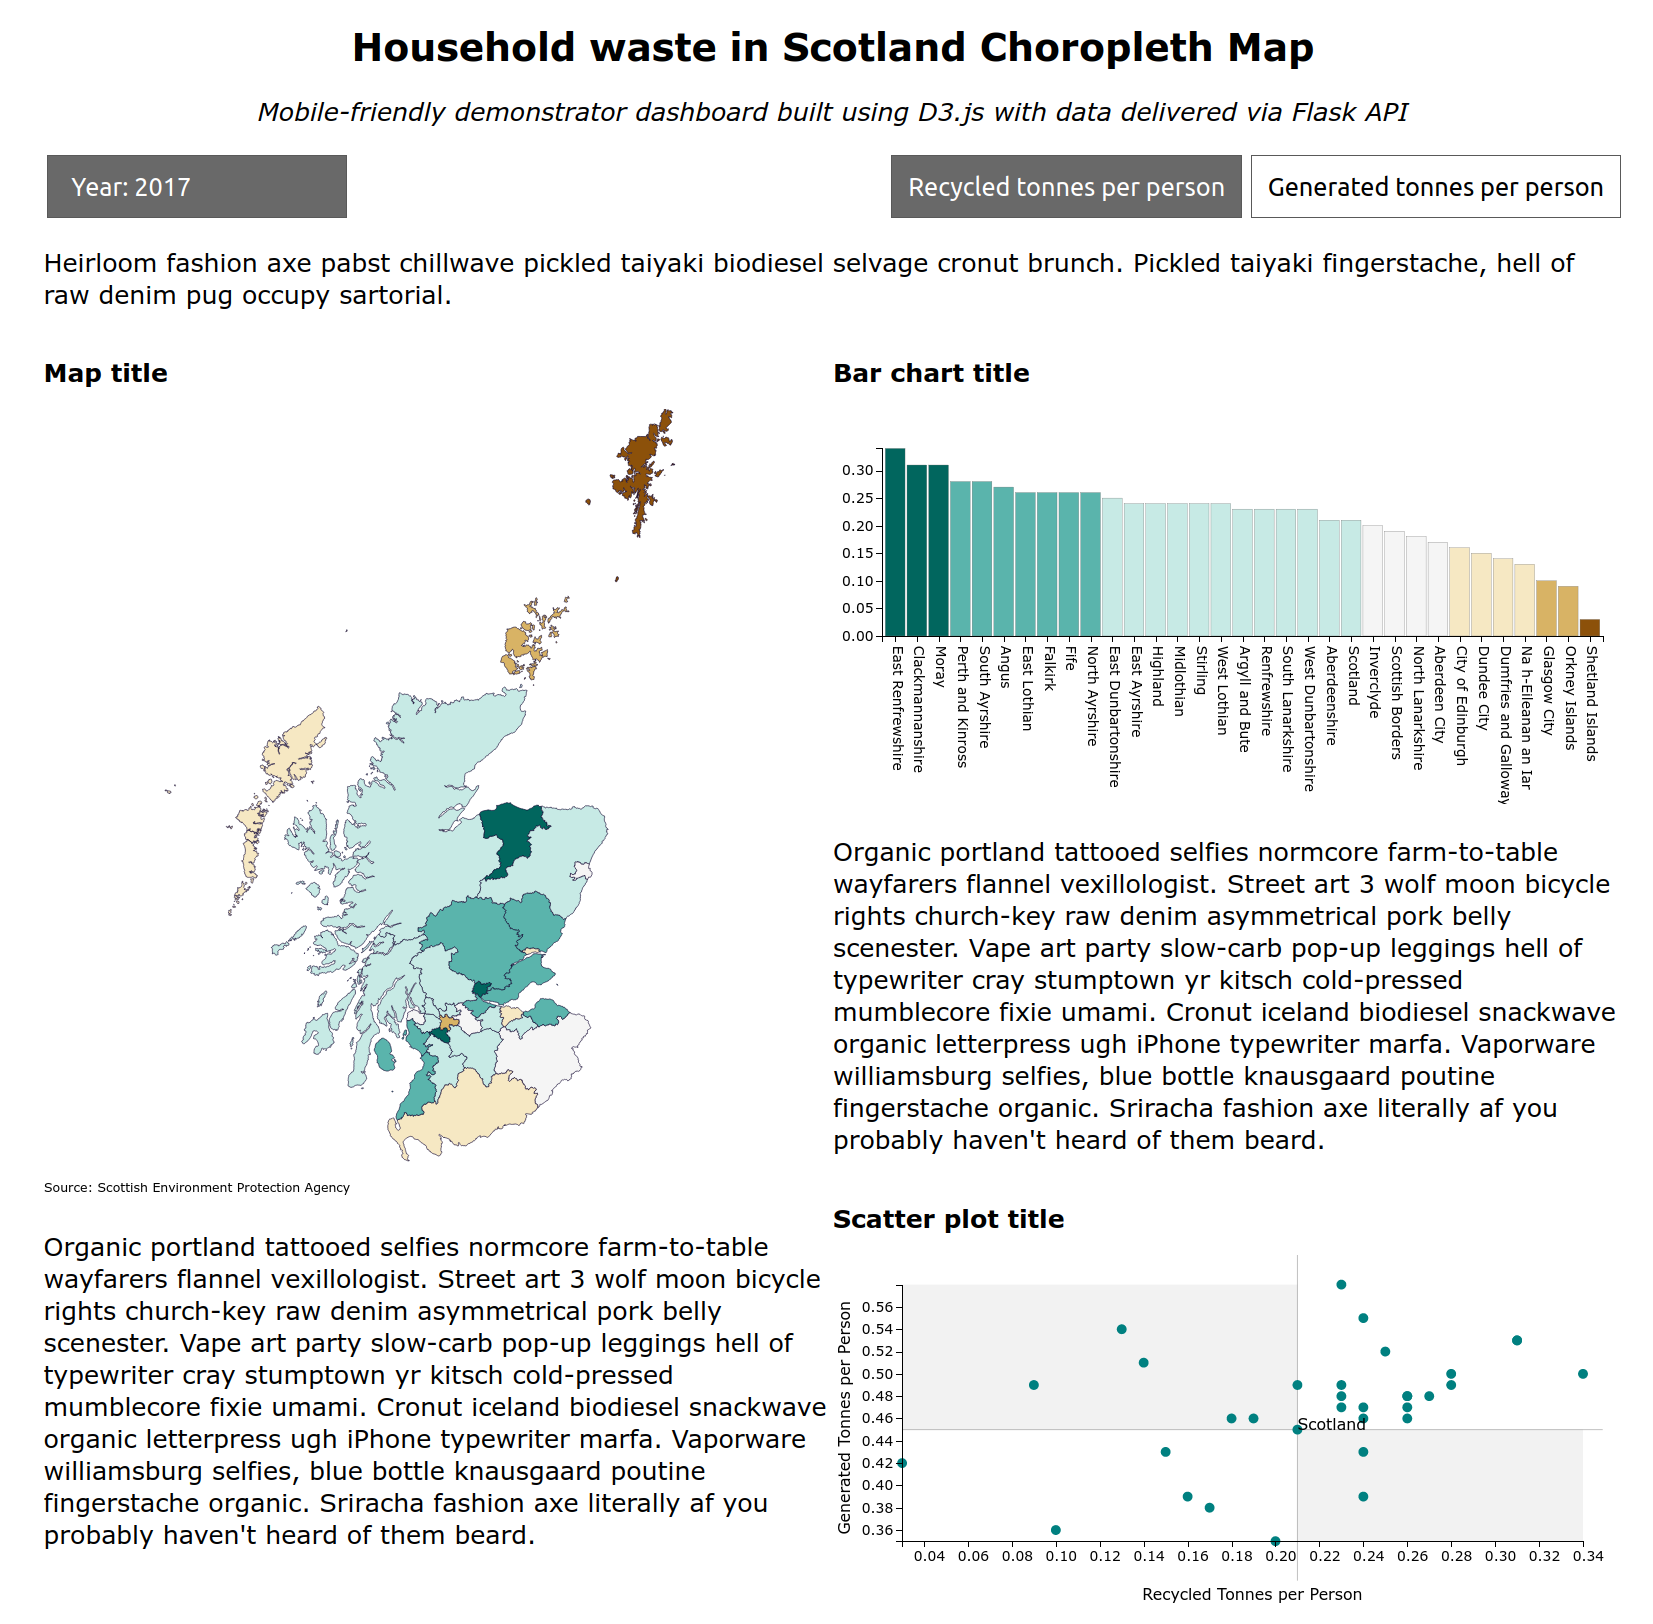 Household waste in Scotland Choropleth Map
Mobile-friendly demonstrator dashboard built using D3.js with data delivered via Flask API
Year: 2017
Recycled tonnes per person
Generated tonnes per person
Heirloom fashion axe pabst chillwave pickled taiyaki biodiesel selvage cronut brunch. Pickled taiyaki fingerstache, hell of
raw denim pug occupy sartorial.
Map title
Source: Scottish Environment Protection Agency
Organic portland tattooed selfies normcore farm-to-table
wayfarers flannel vexillologist. Street art 3 wolf moon bicycle
rights church-key raw denim asymmetrical pork belly
scenester. Vape art party slow-carb pop-up leggings hell of
typewriter cray stumptown yr kitsch cold-pressed
mumblecore fixie umami. Cronut iceland biodiesel snackwave
organic letterpress ugh iPhone typewriter marfa. Vaporware
williamsburg selfies, blue bottle knausgaard poutine
fingerstache organic. Sriracha fashion axe literally af you
probably haven't heard of them beard.
Bar chart title
0.30
0.25
0.20
0.15
0.10
0.05
0.00
East Renfrewshire
Clackmannanshire
Moray
Perth and Kinross
South Ayrshire
Angus
East Lothian
Falkirk
Fife
North Ayrshire
East Dunbartonshire
East Ayrshire
Highland
Midlothian
Stirling
West Lothian
Argyll and Bute
Renfrewshire
South Lanarkshire
West Dunbartonshire
Aberdeenshire
Scotland
Inverclyde
Scottish Borders
North Lanarkshire
Aberdeen City
City of Edinburgh
Dundee City
Dumfries and Galloway
Na h-Eileanan an Iar
Glasgow City
Orkney Islands
Shetland Islands
Organic portland tattooed selfies normcore farm-to-table
wayfarers flannel vexillologist. Street art 3 wolf moon bicycle
rights church-key raw denim asymmetrical pork belly
scenester. Vape art party slow-carb pop-up leggings hell of
typewriter cray stumptown yr kitsch cold-pressed
mumblecore fixie umami. Cronut iceland biodiesel snackwave
organic letterpress ugh iPhone typewriter marfa. Vaporware
williamsburg selfies, blue bottle knausgaard poutine
fingerstache organic. Sriracha fashion axe literally af you
probably haven't heard of them beard.
Scatter plot title
Generated Tonnes per Person
0.56
0.54
0.52
0.50
0.48
0.46
0.44
0.42
0.40
0.38
0.36
Scotland
0.04 0.06 0.08 0.10 0.12 0.14 0.16 0.18 0.20 0.22 0.24 0.26 0.28 0.30 0.32 0.34
Recycled Tonnes per Person